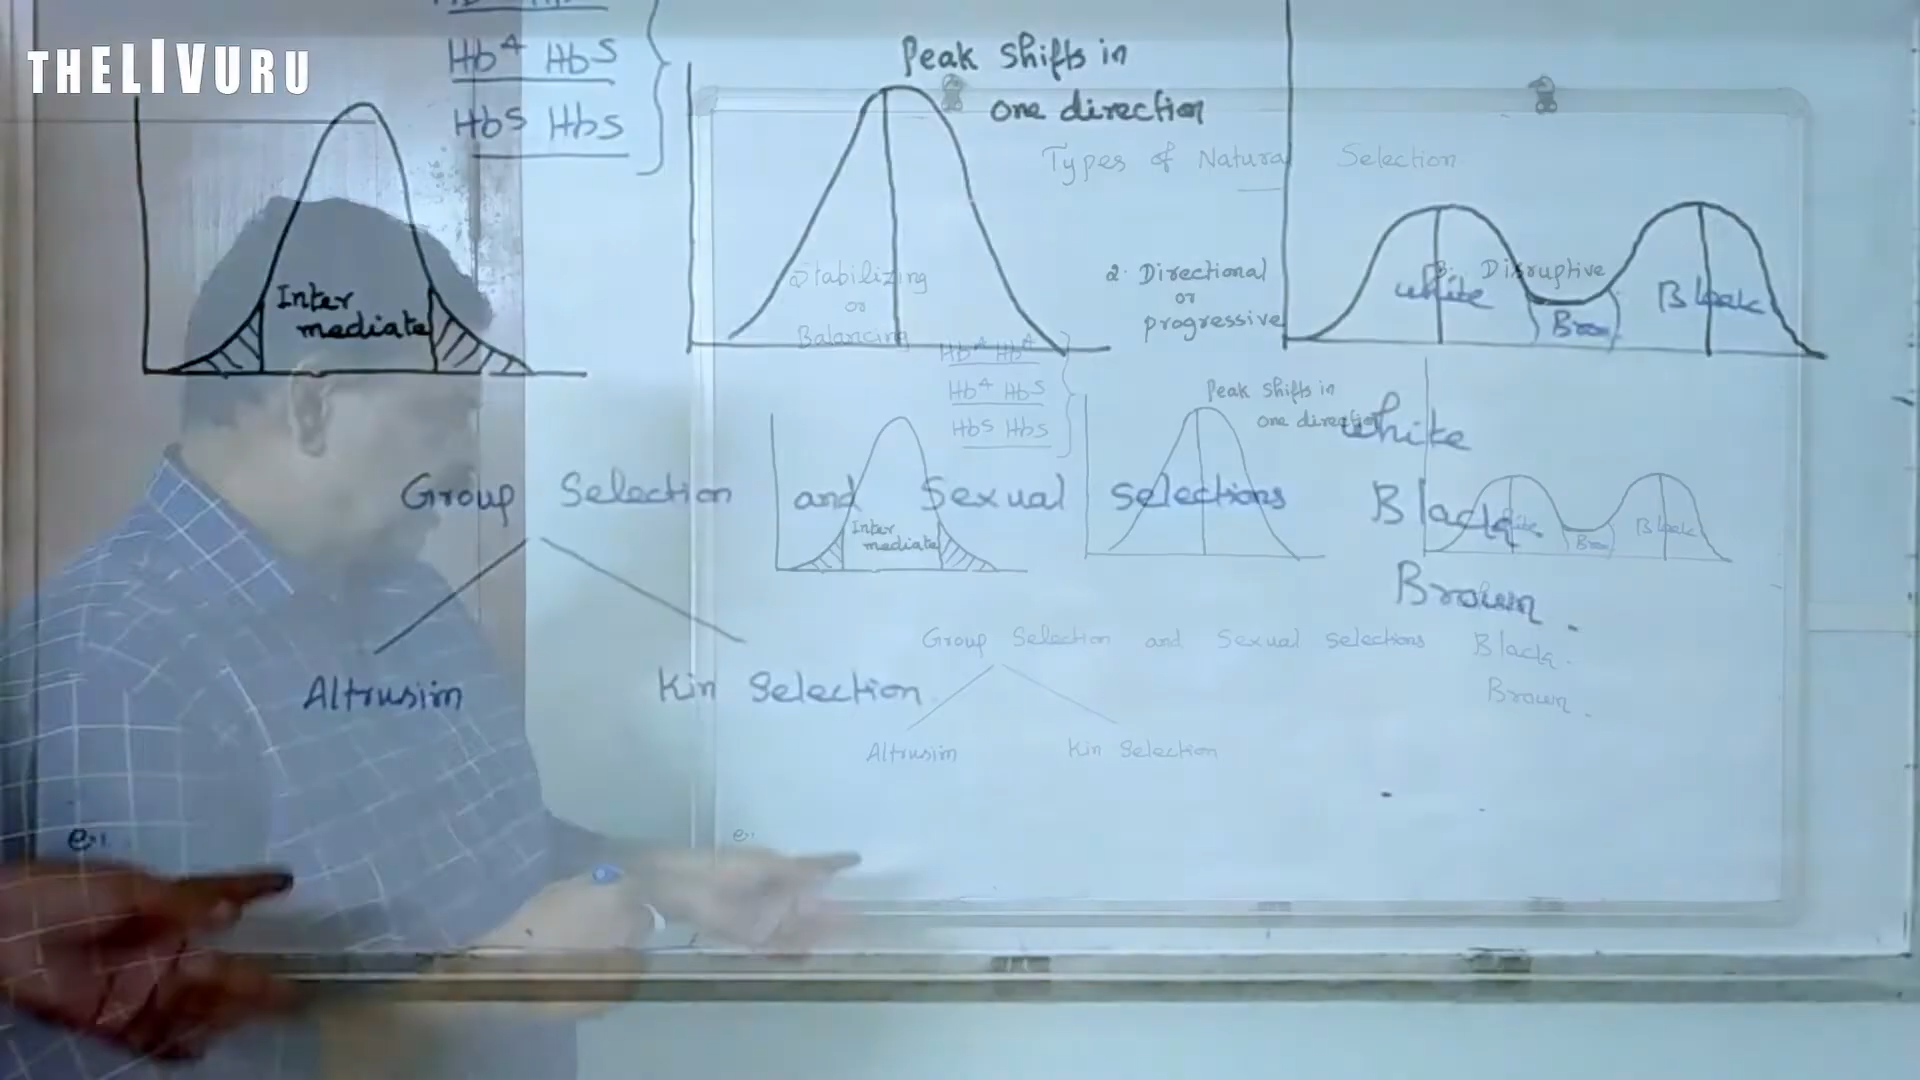 THELIVURU
Hb^A Hb^S
Hb^S Hb^S
Peak Shifts in
one direction
Inter
mediate
White
Black
Group Selection and Sexual Selections
White
Black
Brown.
Altrusim
Kin Selection
e:.
Types of Natural Selection
Stabilizing
or
Balancing
2. Directional
or
progressive
3. Disruptive
Hb^A Hb^A
Hb^A Hb^S
Hb^S Hb^S
Peak Shifts in
one direction
Inter
mediate
Black
Group Selection and Sexual Selections
Black.
Brown.
Altrusim
Kin Selection
e:.